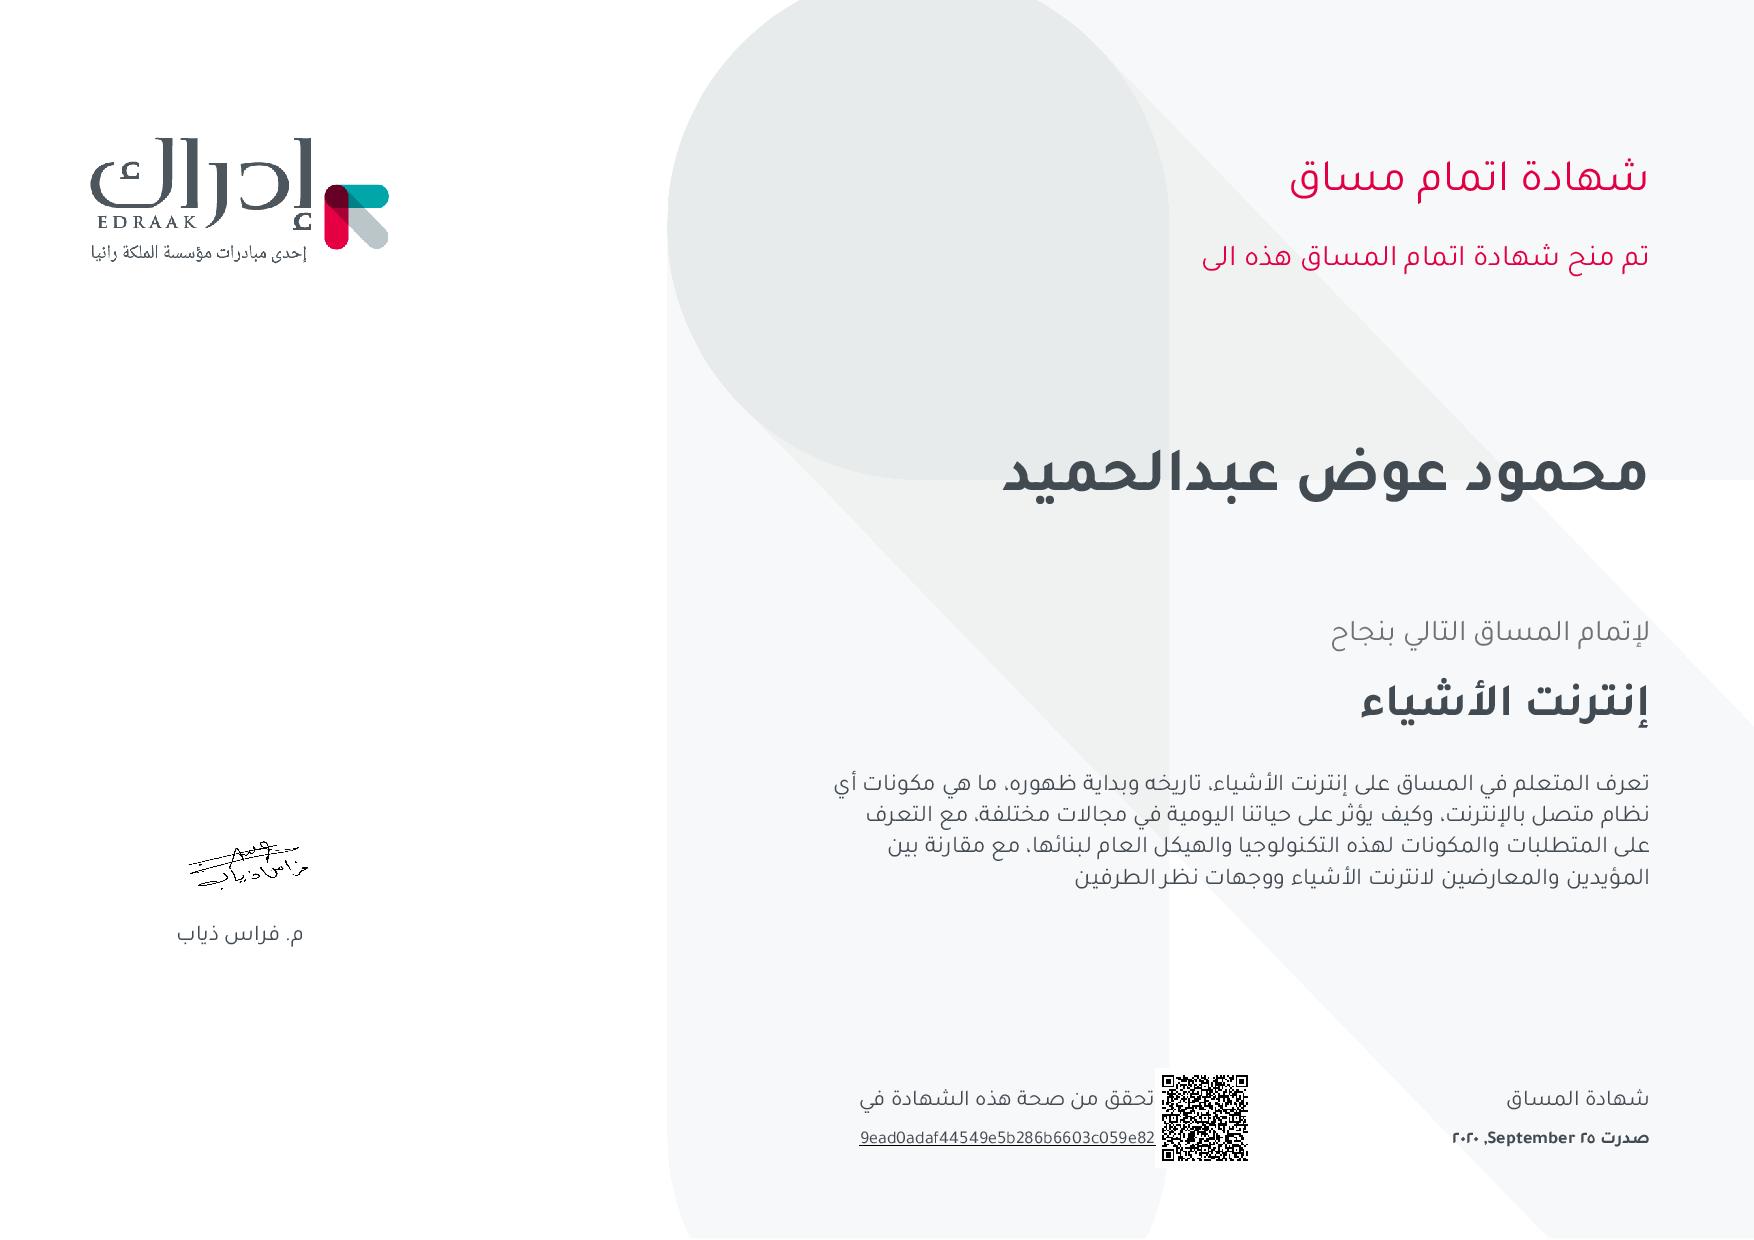 إدراك
EDRAAK
إحدى مبادرات مؤسسة الملكة رانيا
شهادة اتمام مساق
تم منح شهادة اتمام المساق هذه الى
محمود عوض عبدالحميد
لإتمام المساق التالي بنجاح
إنترنت الأشياء
تعرف المتعلم في المساق على إنترنت الأشياء، تاريخه وبداية ظهوره، ما هي مكونات أي
نظام متصل بالإنترنت، وكيف يؤثر على حياتنا اليومية في مجالات مختلفة، مع التعرف
على المتطلبات والمكونات لهذه التكنولوجيا والهيكل العام لبنائها، مع مقارنة بين
المؤيدين والمعارضين لانترنت الأشياء ووجهات نظر الطرفين
فراس ذياب
م. فراس ذياب
شهادة المساق
صدرت ٢٥ September, ٢٠٢٠
تحقق من صحة هذه الشهادة في
9ead0adaf44549e5b286b6603c059e82